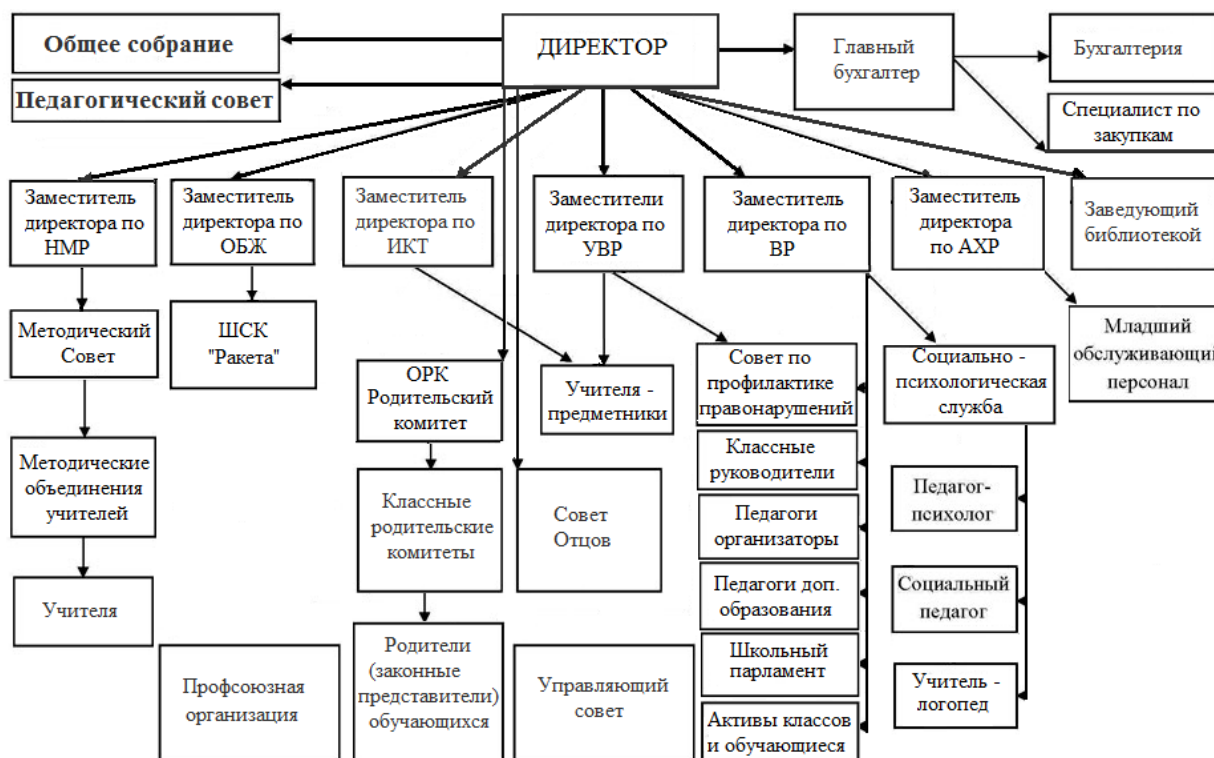 Общее собрание
Педагогический совет
ДИРЕКТОР
Главный
бухгалтер
Бухгалтерия
Специалист по
закупкам
Заместитель
директора по
НМР
Заместитель
директора по
ОБЖ
Заместитель
директора по
ИКТ
Заместители
директора по
УВР
Заместитель
директора по
ВР
Заместитель
директора
по АХР
Заведующий
библиотекой
Методический
Совет
ШСК
"Ракета"
ОРК
Родительский
комитет
Учителя -
предметники
Совет по
профилактике
правонарушений
Социально -
психологическая
служба
Младший
обслуживающий
персонал
Методические
объединения
учителей
Классные
родительские
комитеты
Совет
Отцов
Классные
руководители
Педагоги
организаторы
Педагоги доп.
образования
Школьный
парламент
Активы классов
и обучающиеся
Педагог-
психолог
Социальный
педагог
Учитель -
логопед
Учителя
Профсоюзная
организация
Родители
(законные
представители)
обучающихся
Управляющий
совет